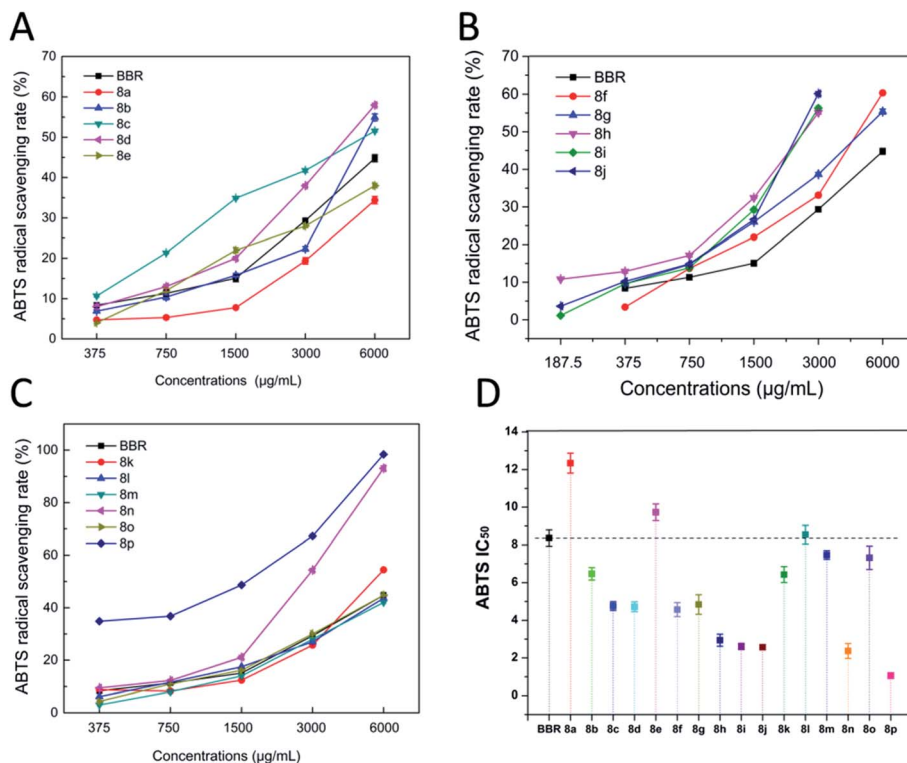 A
ABTS radical scavenging rate (%)
70
60
50
40
30
20
10
0
BBR
8a
8b
8c
8d
8e
375 750 1500 3000 6000
Concentrations (µg/mL)
B
ABTS radical scavenging rate (%)
70
60
50
40
30
20
10
0
BBR
8f
8g
8h
8i
8j
187.5 375 750 1500 3000 6000
Concentrations (µg/mL)
C
ABTS radical scavenging rate (%)
100
80
60
40
20
0
BBR
8k
8l
8m
8n
8o
8p
375 750 1500 3000 6000
Concentrations (µg/mL)
D
ABTS IC50
14
12
10
8
6
4
2
0
BBR 8a 8b 8c 8d 8e 8f 8g 8h 8i 8j 8k 8l 8m 8n 8o 8p